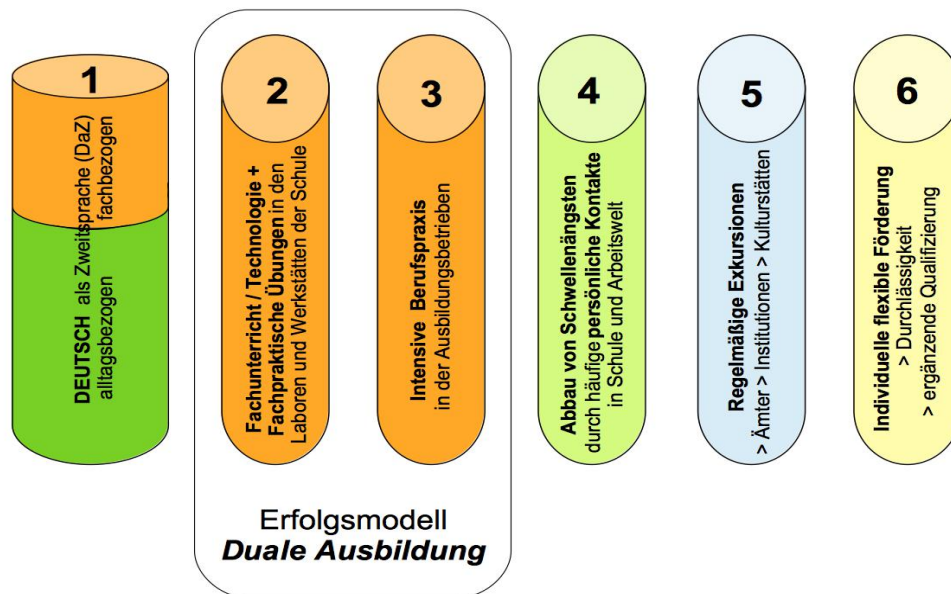 1
DEUTSCH als Zweitsprache (DaZ)
alltagsbezogen fachbezogen
2
Fachunterricht / Technologie +
Fachpraktische Übungen in den
Laboren und Werkstätten der Schule
3
Intensive Berufspraxis
in der Ausbildungsbetrieben
4
Abbau von Schwellenängsten
durch häufige persönliche Kontakte
in Schule und Arbeitswelt
5
Regelmäßige Exkursionen
> Ämter > Institutionen > Kulturstätten
6
Individuelle flexible Förderung
> Durchlässigkeit
> ergänzende Qualifizierung
Erfolgsmodell
Duale Ausbildung